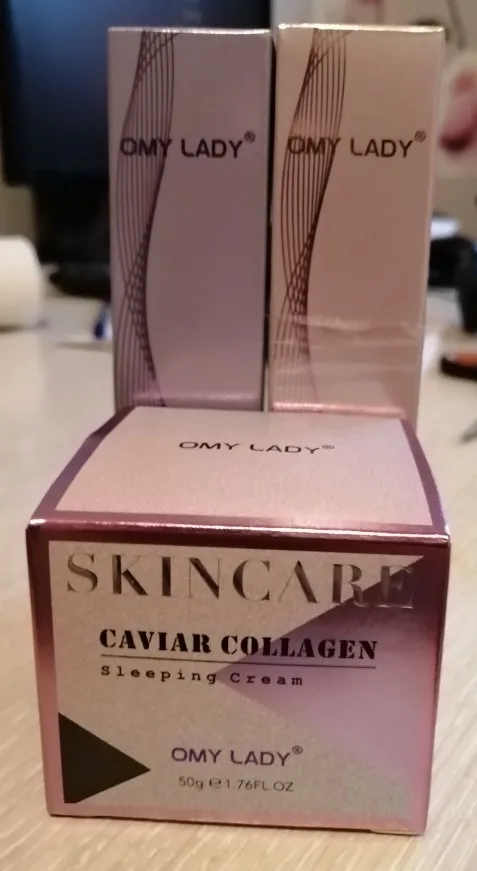 OMY LADY®
OMY LADY®
OMY LADY®
SKINCARE
CAVIAR COLLAGEN
Sleeping Cream
OMY LADY®
50g ℮ 1.76FL.OZ